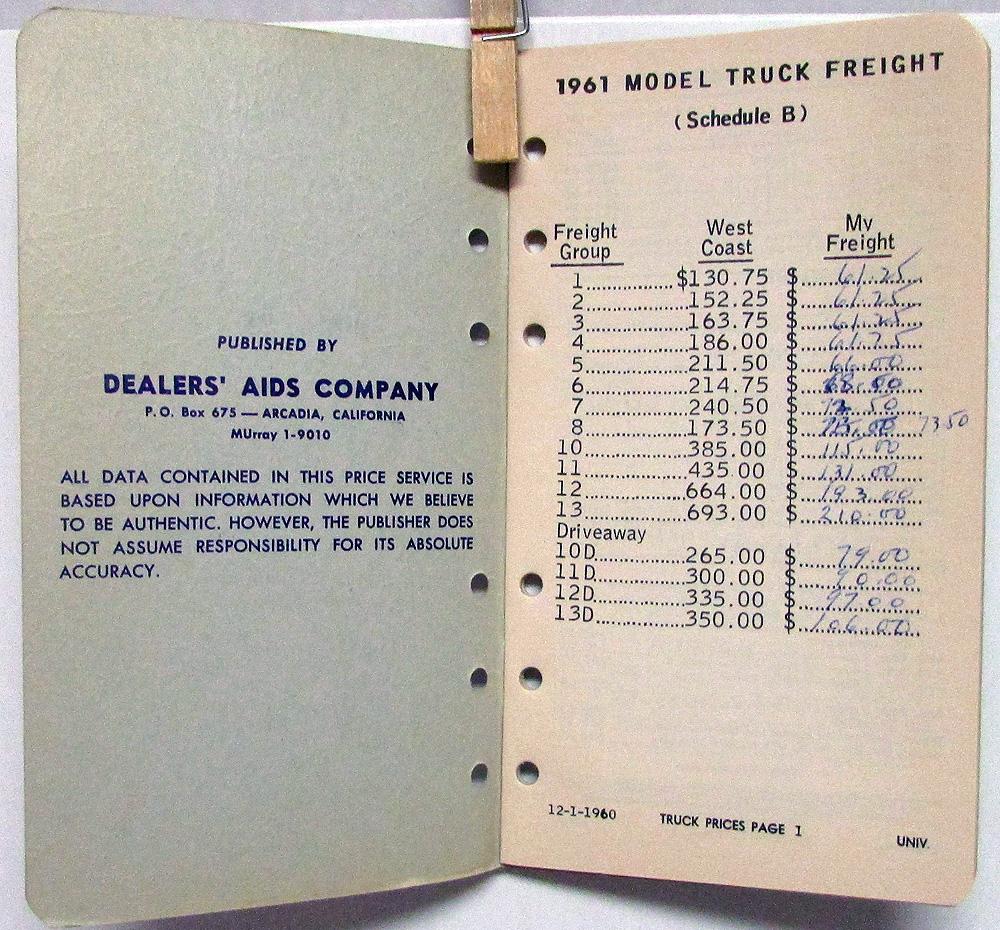 PUBLISHED BY
DEALERS' AIDS COMPANY
P.O. Box 675 — ARCADIA, CALIFORNIA
MUrray 1-9010
ALL DATA CONTAINED IN THIS PRICE SERVICE IS
BASED UPON INFORMATION WHICH WE BELIEVE
TO BE AUTHENTIC. HOWEVER, THE PUBLISHER DOES
NOT ASSUME RESPONSIBILITY FOR ITS ABSOLUTE
ACCURACY.
1961 MODEL TRUCK FREIGHT
(Schedule B)
Freight Group West Coast My Freight
1 $130.75 $ 61.25
2 152.25 $ 61.25
3 163.75 $ 61.25
4 186.00 $ 61.75
5 211.50 $ 66.00
6 214.75 $
7 240.50 $
8 173.50 $ 73.50
10 385.00 $ 115.00
11 435.00 $ 131.00
12 664.00 $ 193.00
13 693.00 $ 210.00
Driveaway
10D 265.00 $ 79.00
11D 300.00 $ 90.00
12D 335.00 $ 97.00
13D 350.00 $ 106.00
12-1-1960 TRUCK PRICES PAGE 1
UNIV.